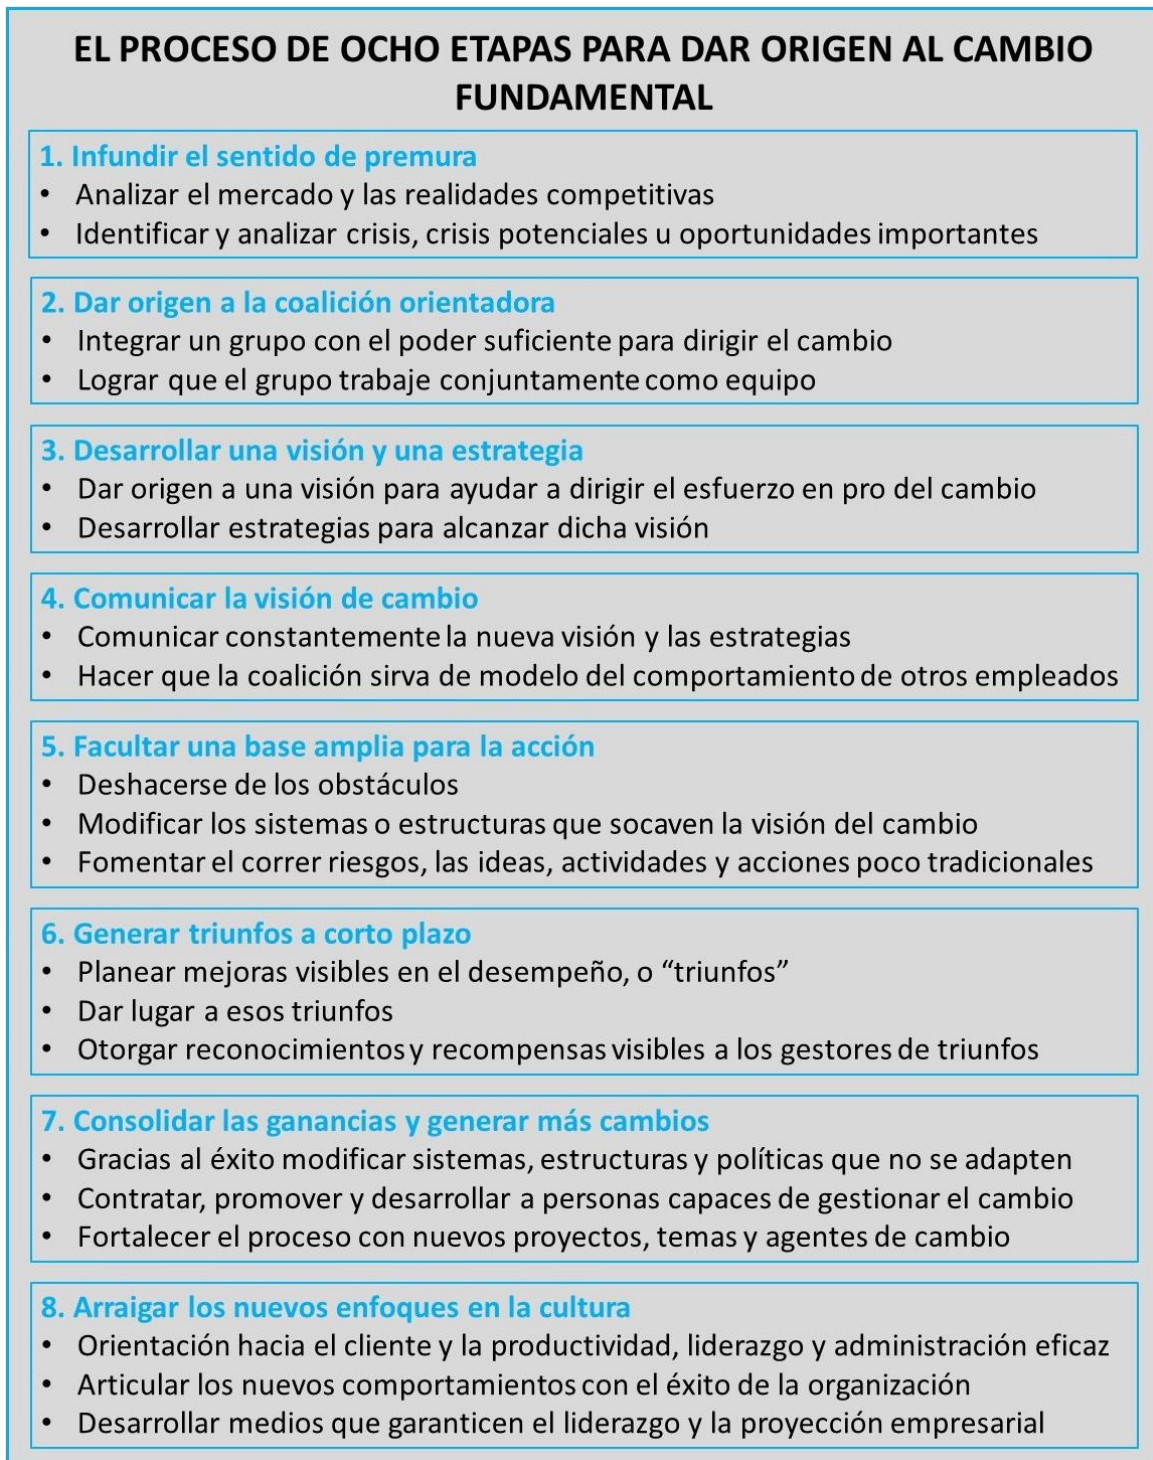 EL PROCESO DE OCHO ETAPAS PARA DAR ORIGEN AL CAMBIO
FUNDAMENTAL
1. Infundir el sentido de premura
• Analizar el mercado y las realidades competitivas
• Identificar y analizar crisis, crisis potenciales u oportunidades importantes
2. Dar origen a la coalición orientadora
• Integrar un grupo con el poder suficiente para dirigir el cambio
• Lograr que el grupo trabaje conjuntamente como equipo
3. Desarrollar una visión y una estrategia
• Dar origen a una visión para ayudar a dirigir el esfuerzo en pro del cambio
• Desarrollar estrategias para alcanzar dicha visión
4. Comunicar la visión de cambio
• Comunicar constantemente la nueva visión y las estrategias
• Hacer que la coalición sirva de modelo del comportamiento de otros empleados
5. Facultar una base amplia para la acción
• Deshacerse de los obstáculos
• Modificar los sistemas o estructuras que socaven la visión del cambio
• Fomentar el correr riesgos, las ideas, actividades y acciones poco tradicionales
6. Generar triunfos a corto plazo
• Planear mejoras visibles en el desempeño, o “triunfos”
• Dar lugar a esos triunfos
• Otorgar reconocimientos y recompensas visibles a los gestores de triunfos
7. Consolidar las ganancias y generar más cambios
• Gracias al éxito modificar sistemas, estructuras y políticas que no se adapten
• Contratar, promover y desarrollar a personas capaces de gestionar el cambio
• Fortalecer el proceso con nuevos proyectos, temas y agentes de cambio
8. Arraigar los nuevos enfoques en la cultura
• Orientación hacia el cliente y la productividad, liderazgo y administración eficaz
• Articular los nuevos comportamientos con el éxito de la organización
• Desarrollar medios que garanticen el liderazgo y la proyección empresarial